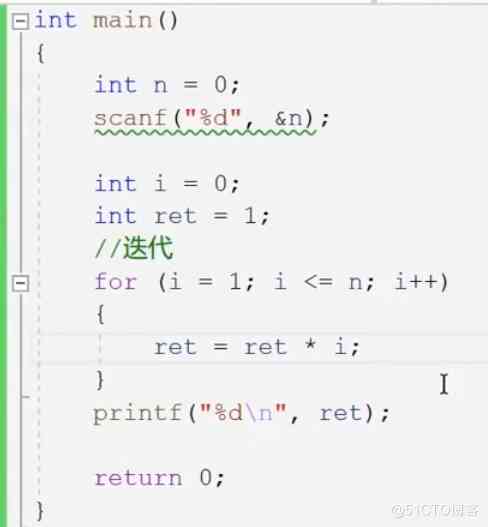 int main()
{
int n = 0;
scanf("%d", &n);
int i = 0;
int ret = 1;
//迭代
for (i = 1; i <= n; i++)
{
ret = ret * i;
}
printf("%d\n", ret);
return 0;
}
@51CTO博客